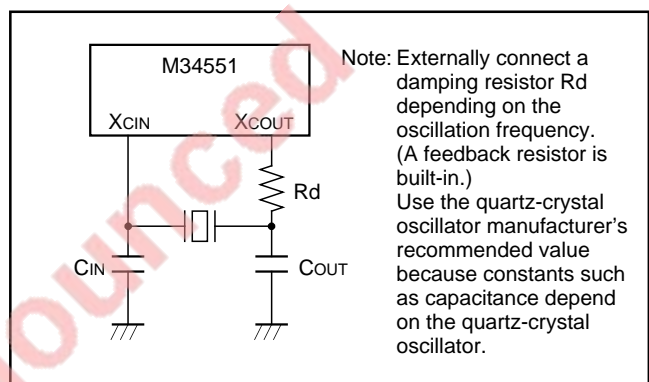 M34551
XCIN XCOUT
Rd
CIN COUT
Note: Externally connect a
damping resistor Rd
depending on the
oscillation frequency.
(A feedback resistor is
built-in.)
Use the quartz-crystal
oscillator manufacturer's
recommended value
because constants such
as capacitance depend
on the quartz-crystal
oscillator.
ounced